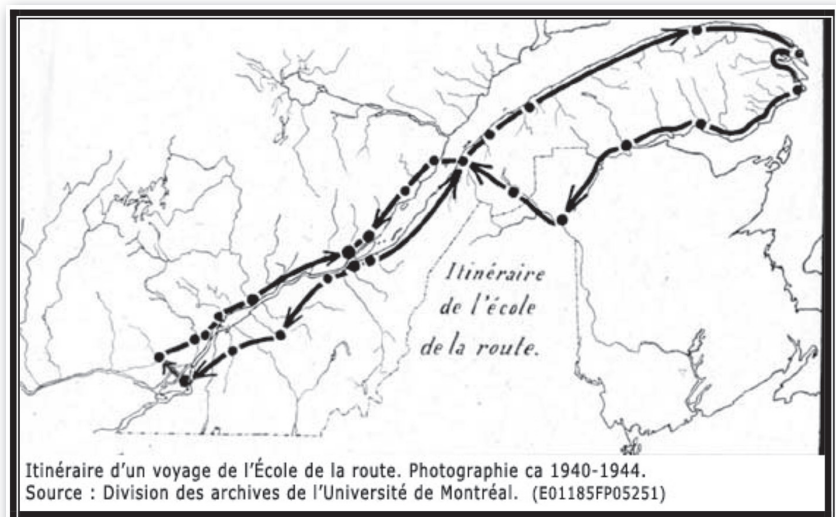 Itinéraire
de l'école
de la route.
Itinéraire d'un voyage de l'École de la route. Photographie ca 1940-1944.
Source : Division des archives de l'Université de Montréal. (E01185FP05251)